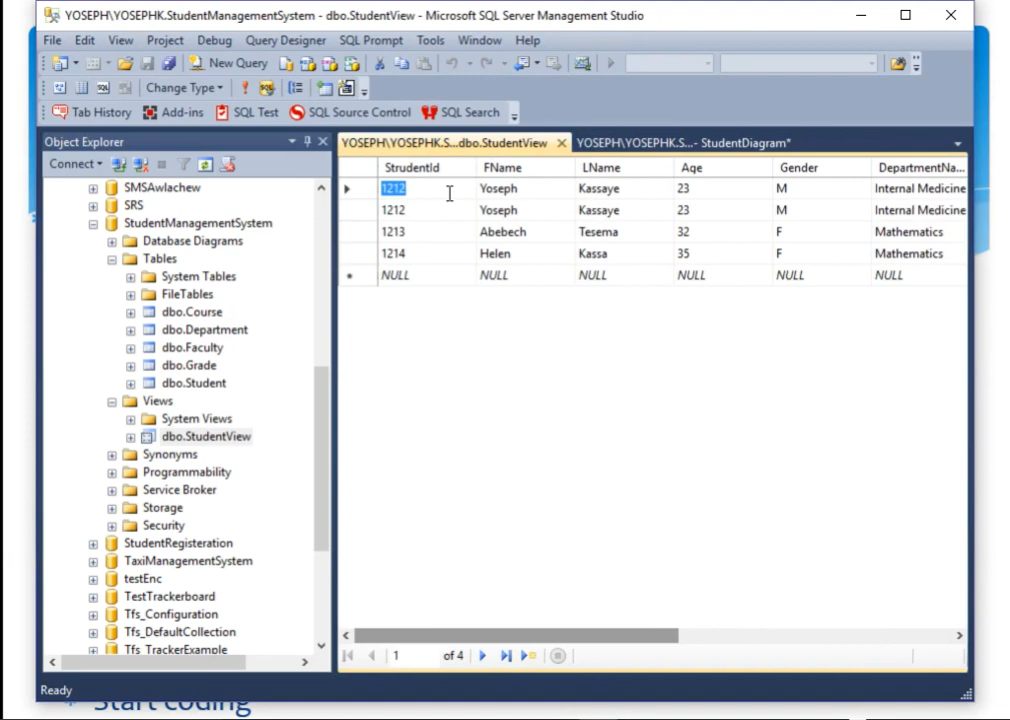 YOSEPH\YOSEPHK.StudentManagementSystem - dbo.StudentView - Microsoft SQL Server Management Studio
File Edit View Project Debug Query Designer SQL Prompt Tools Window Help
New Query
Change Type
Tab History Add-ins SQL Test SQL Source Control SQL Search
Object Explorer
Connect
SMSAwlachew
SRS
StudentManagementSystem
Database Diagrams
Tables
System Tables
FileTables
dbo.Course
dbo.Department
dbo.Faculty
dbo.Grade
dbo.Student
Views
System Views
dbo.StudentView
Synonyms
Programmability
Service Broker
Storage
Security
StudentRegisteration
TaxiManagementSystem
testEnc
TestTrackerboard
Tfs_Configuration
Tfs_DefaultCollection
Tfs_TrackerExample
YOSEPH\YOSEPHK.S...dbo.StudentView YOSEPH\YOSEPHK.S...- StudentDiagram*
StrudentId FName LName Age Gender DepartmentNa...
1212 Yoseph Kassaye 23 M Internal Medicine
1212 Yoseph Kassaye 23 M Internal Medicine
1213 Abebech Tesema 32 F Mathematics
1214 Helen Kassa 35 F Mathematics
NULL NULL NULL NULL NULL NULL
1 of 4
Ready
Start coding